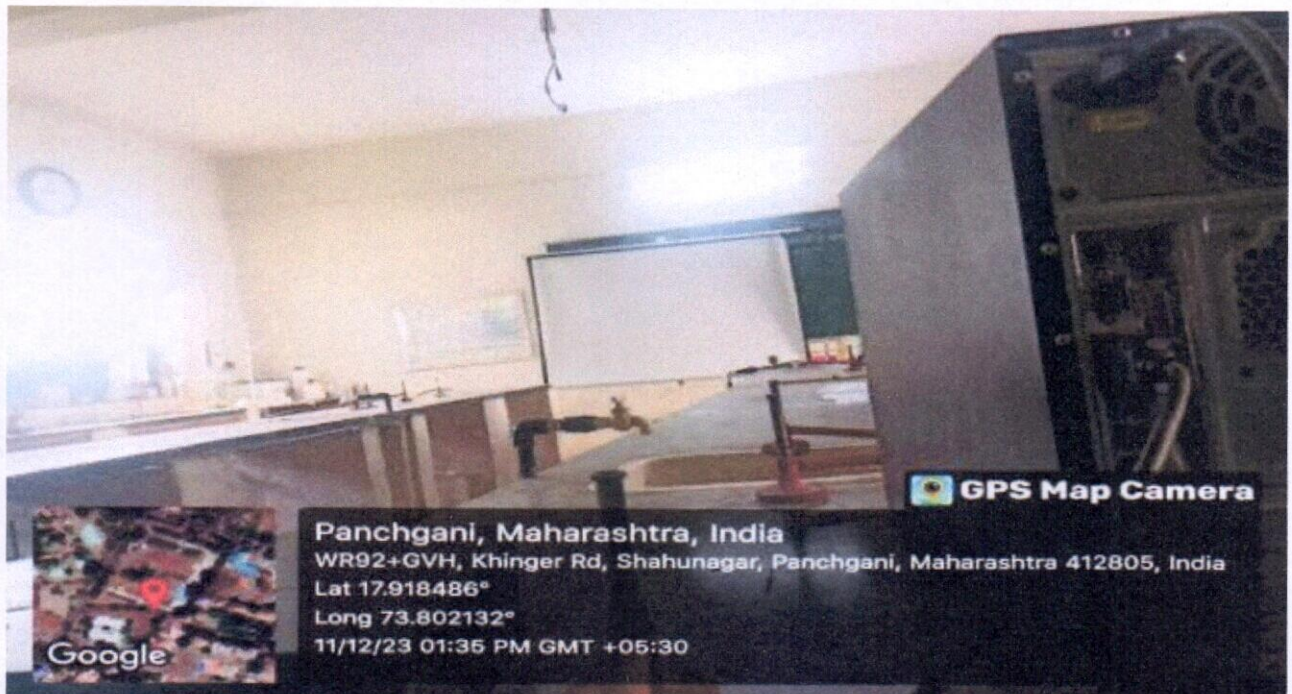 GPS Map Camera
Panchgani, Maharashtra, India
WR92+GVH, Khinger Rd, Shahunagar, Panchgani, Maharashtra 412805, India
Lat 17.918486°
Long 73.802132°
11/12/23 01:35 PM GMT +05:30
Google